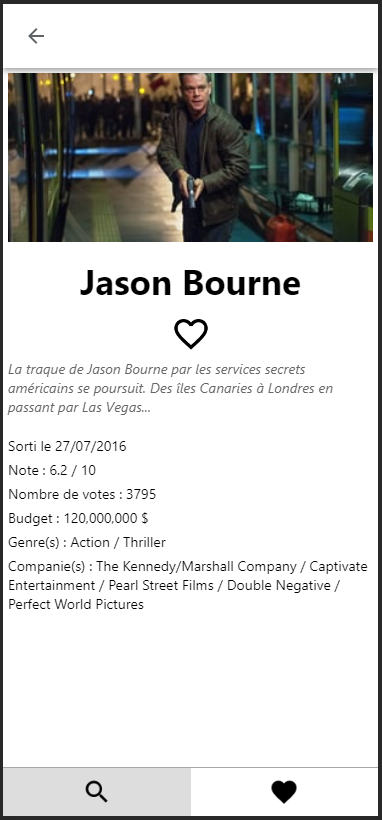 Jason Bourne
La traque de Jason Bourne par les services secrets
américains se poursuit. Des îles Canaries à Londres en
passant par Las Vegas...
Sorti le 27/07/2016
Note : 6.2 / 10
Nombre de votes : 3795
Budget : 120,000,000 $
Genre(s) : Action / Thriller
Companie(s) : The Kennedy/Marshall Company / Captivate
Entertainment / Pearl Street Films / Double Negative /
Perfect World Pictures